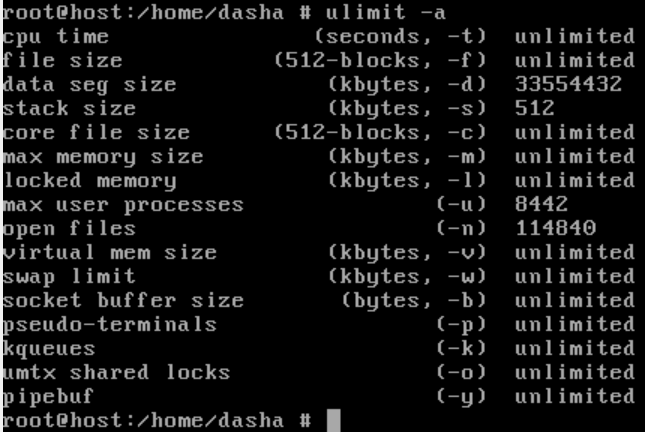 root@host:/home/dasha # ulimit -a
cpu time (seconds, -t) unlimited
file size (512-blocks, -f) unlimited
data seg size (kbytes, -d) 33554432
stack size (kbytes, -s) 512
core file size (512-blocks, -c) unlimited
max memory size (kbytes, -m) unlimited
locked memory (kbytes, -l) unlimited
max user processes (-u) 8442
open files (-n) 114840
virtual mem size (kbytes, -v) unlimited
swap limit (kbytes, -w) unlimited
socket buffer size (bytes, -b) unlimited
pseudo-terminals (-p) unlimited
kqueues (-k) unlimited
umtx shared locks (-o) unlimited
pipebuf (-y) unlimited
root@host:/home/dasha #